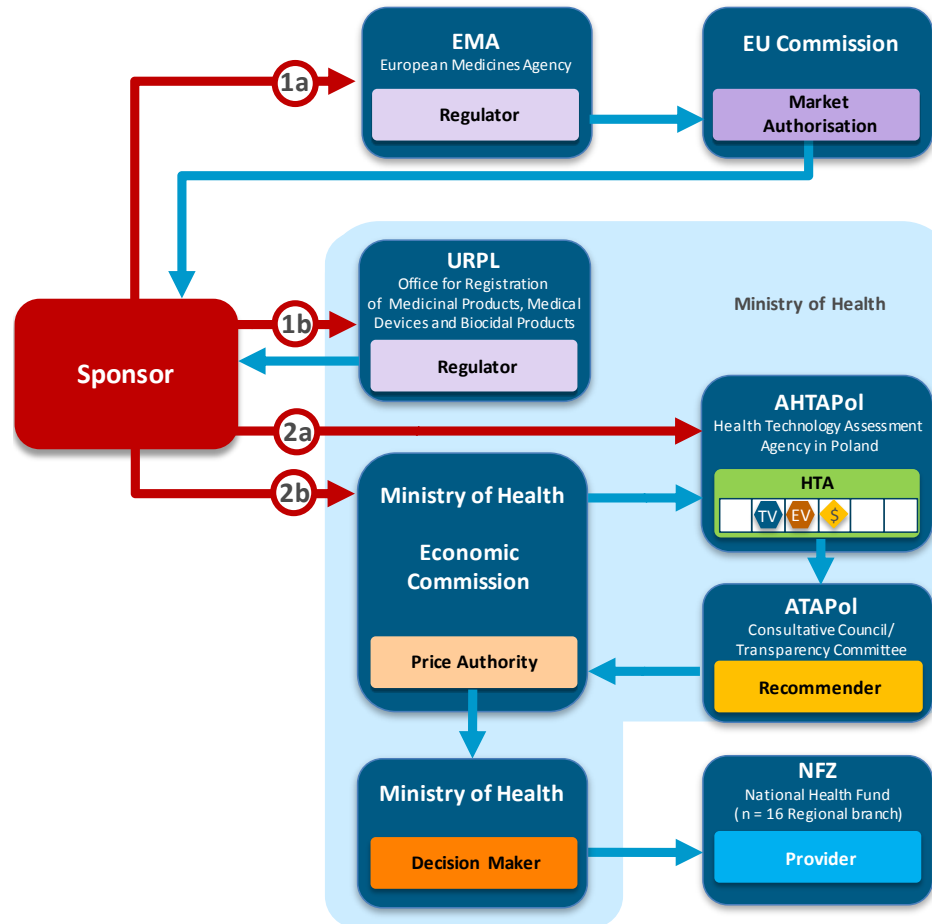 EMA
European Medicines Agency
Regulator
EU Commission
Market
Authorisation
1a
URPL
Office for Registration
of Medicinal Products, Medical
Devices and Biocidal Products
Regulator
Ministry of Health
1b
Sponsor
2a
AHTAPol
Health Technology Assessment
Agency in Poland
HTA
TV EV $
2b
Ministry of Health
Economic
Commission
Price Authority
ATAPol
Consultative Council/
Transparency Committee
Recommender
Ministry of Health
Decision Maker
NFZ
National Health Fund
( n = 16 Regional branch)
Provider